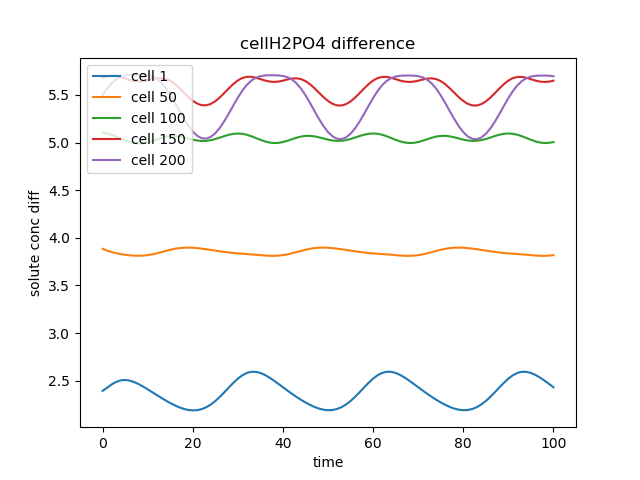 cellH2PO4 difference
cell 1
cell 50
cell 100
cell 150
cell 200
solute conc diff
5.5
5.0
4.5
4.0
3.5
3.0
2.5
0 20 40 60 80 100
time